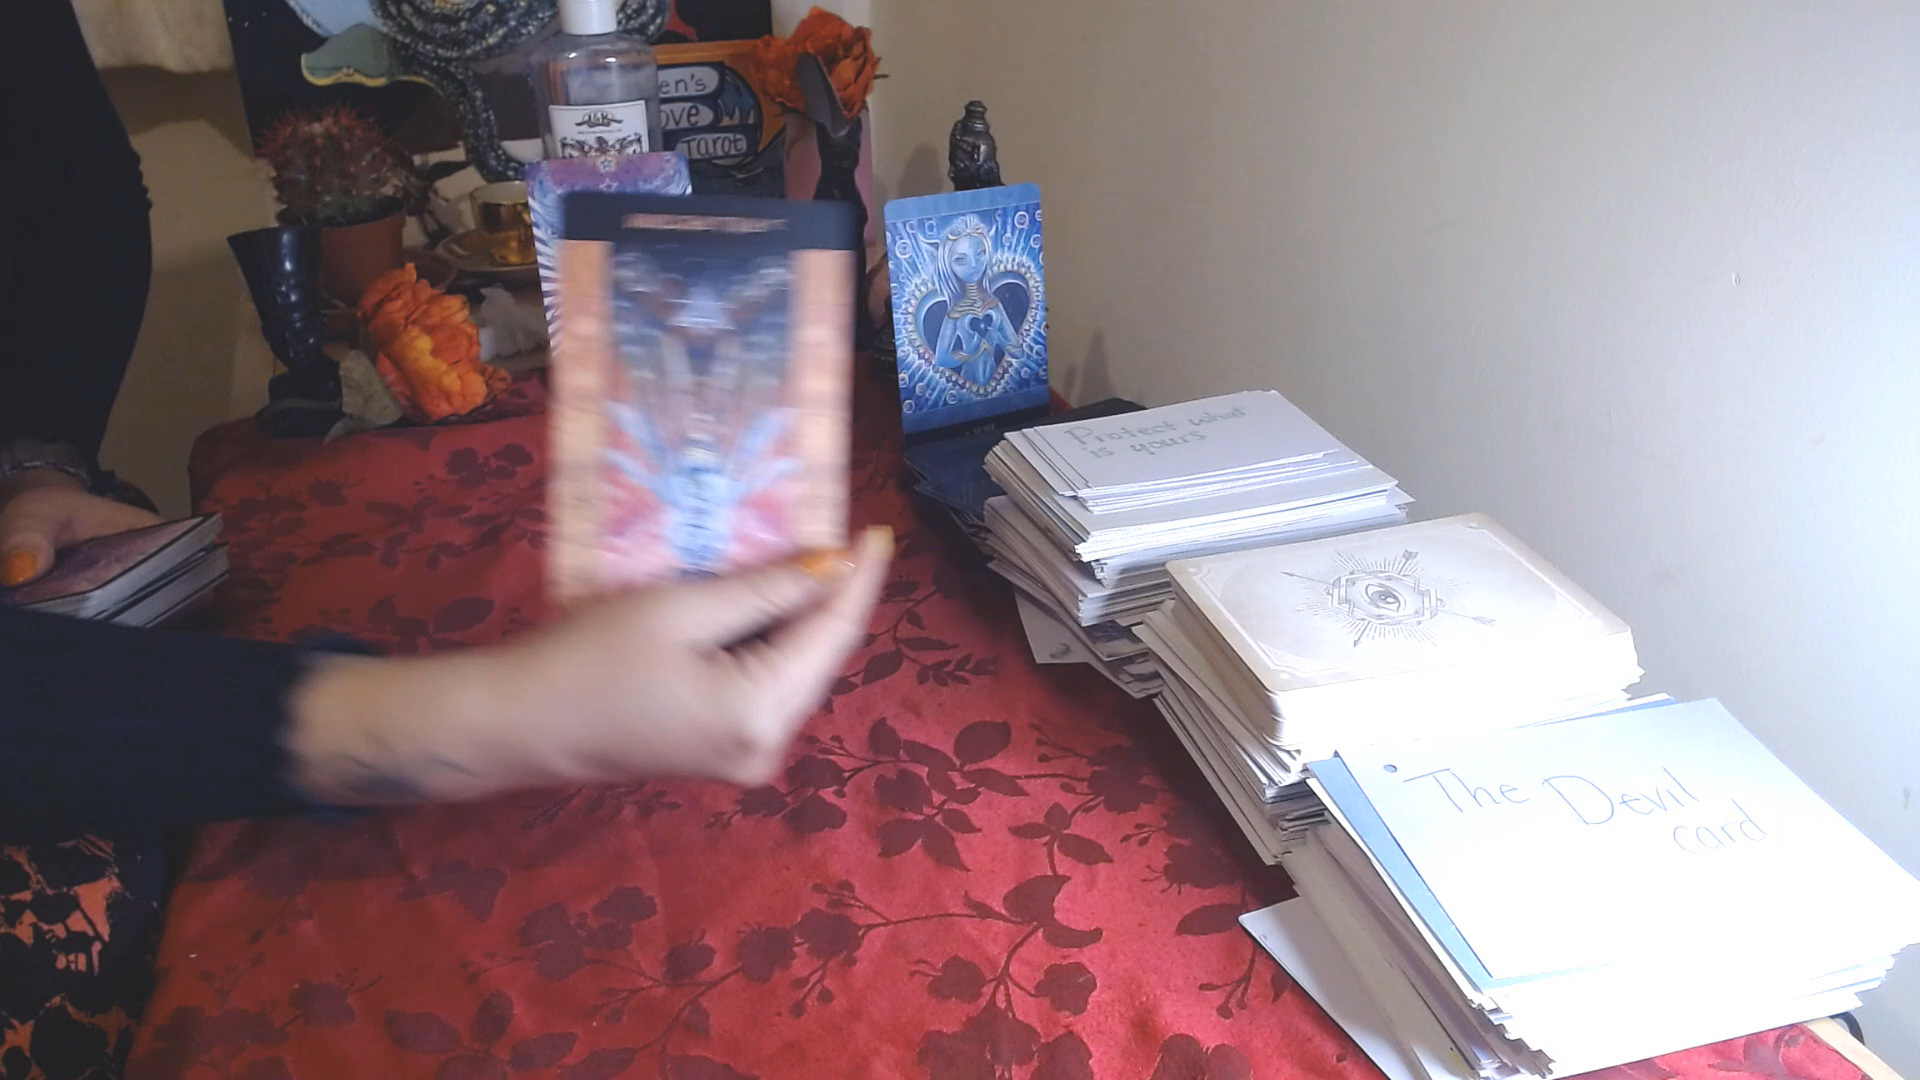 en's
ove
Tarot
Protect what
is yours
The Devil
card